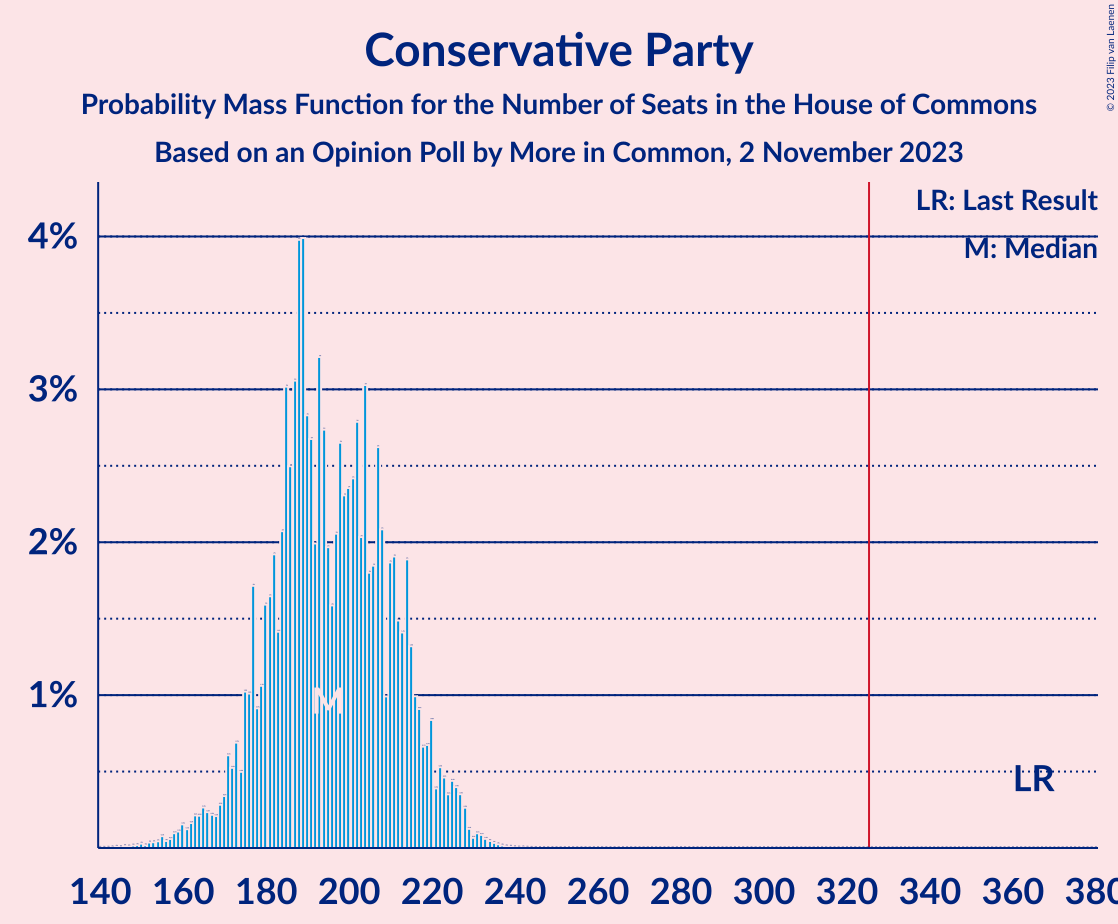 Conservative Party
Probability Mass Function for the Number of Seats in the House of Commons
Based on an Opinion Poll by More in Common, 2 November 2023
© 2023 Filip van Laenen
LR: Last Result
M: Median
4%
3%
2%
1%
M
LR
140 160 180 200 220 240 260 280 300 320 340 360 380